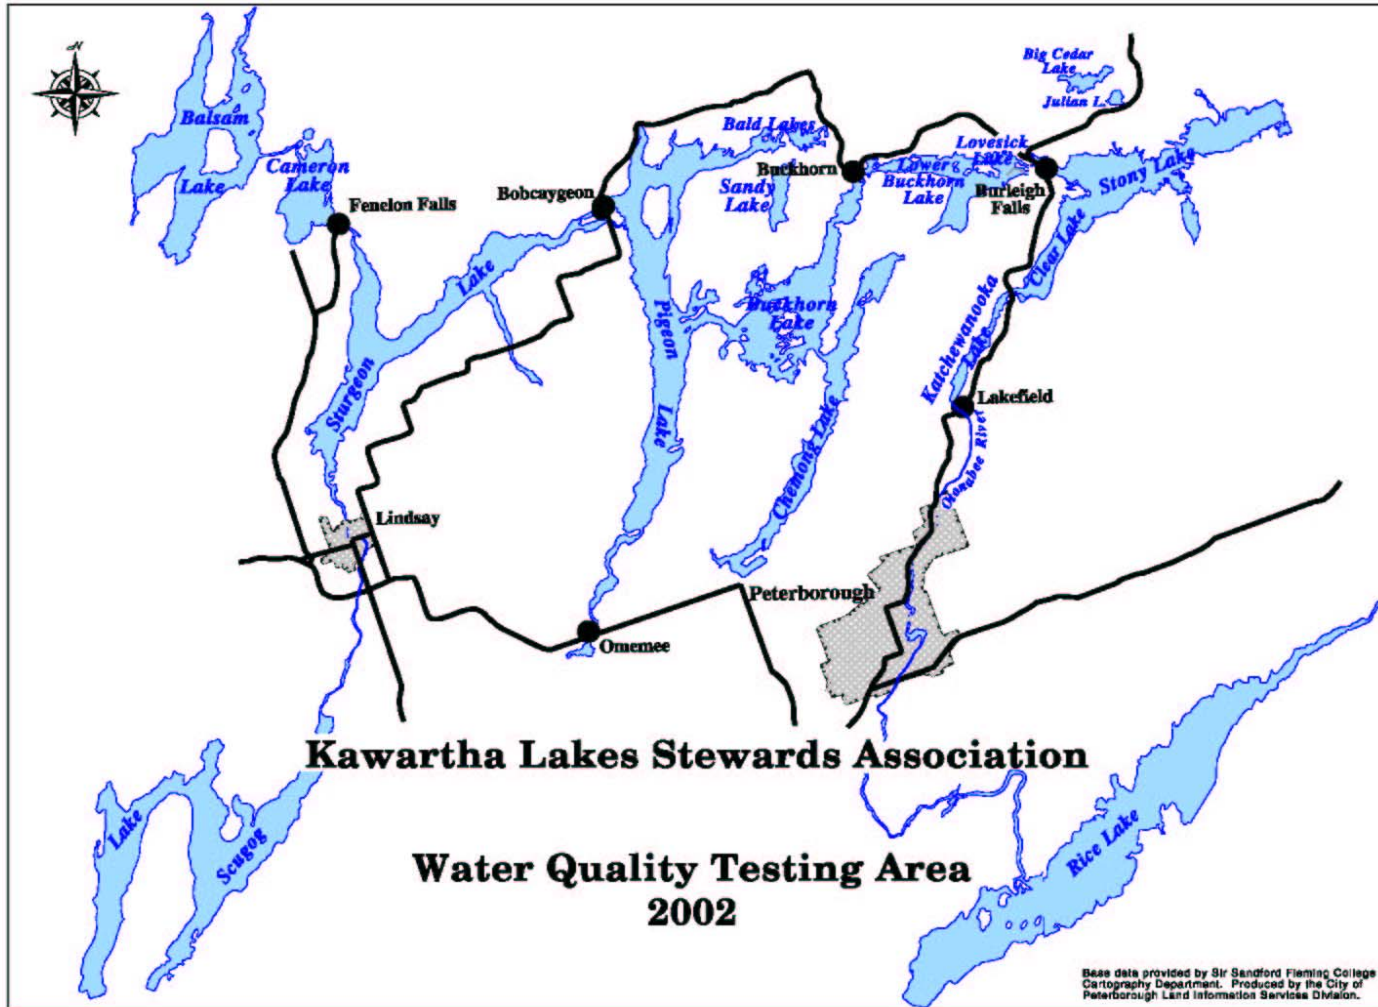 N
Big Cedar
Lake
Julian L.
Balsam
Lake
Cameron
Lake
Fenelon Falls
Bobcaygeon
Bald Lakes
Buckhorn
Sandy
Lake
Lower
Buckhorn
Lake
Lovesick
Lake
Burleigh
Falls
Stony Lake
Clear Lake
Sturgeon
Lake
Pigeon
Lake
Buckhorn
Lake
Katchewanooka
Lake
Lakefield
Chemong Lake
Otonabee River
Lindsay
Peterborough
Omemee
Kawartha Lakes Stewards Association
Lake
Scugog
Rice Lake
Water Quality Testing Area
2002
Base data provided by Sir Sandford Fleming College
Cartography Department. Produced by the City of
Peterborough Land Information Services Division.